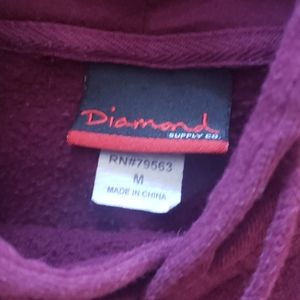 Diamond
SUPPLY CO.
RN#79563
M
MADE IN CHINA